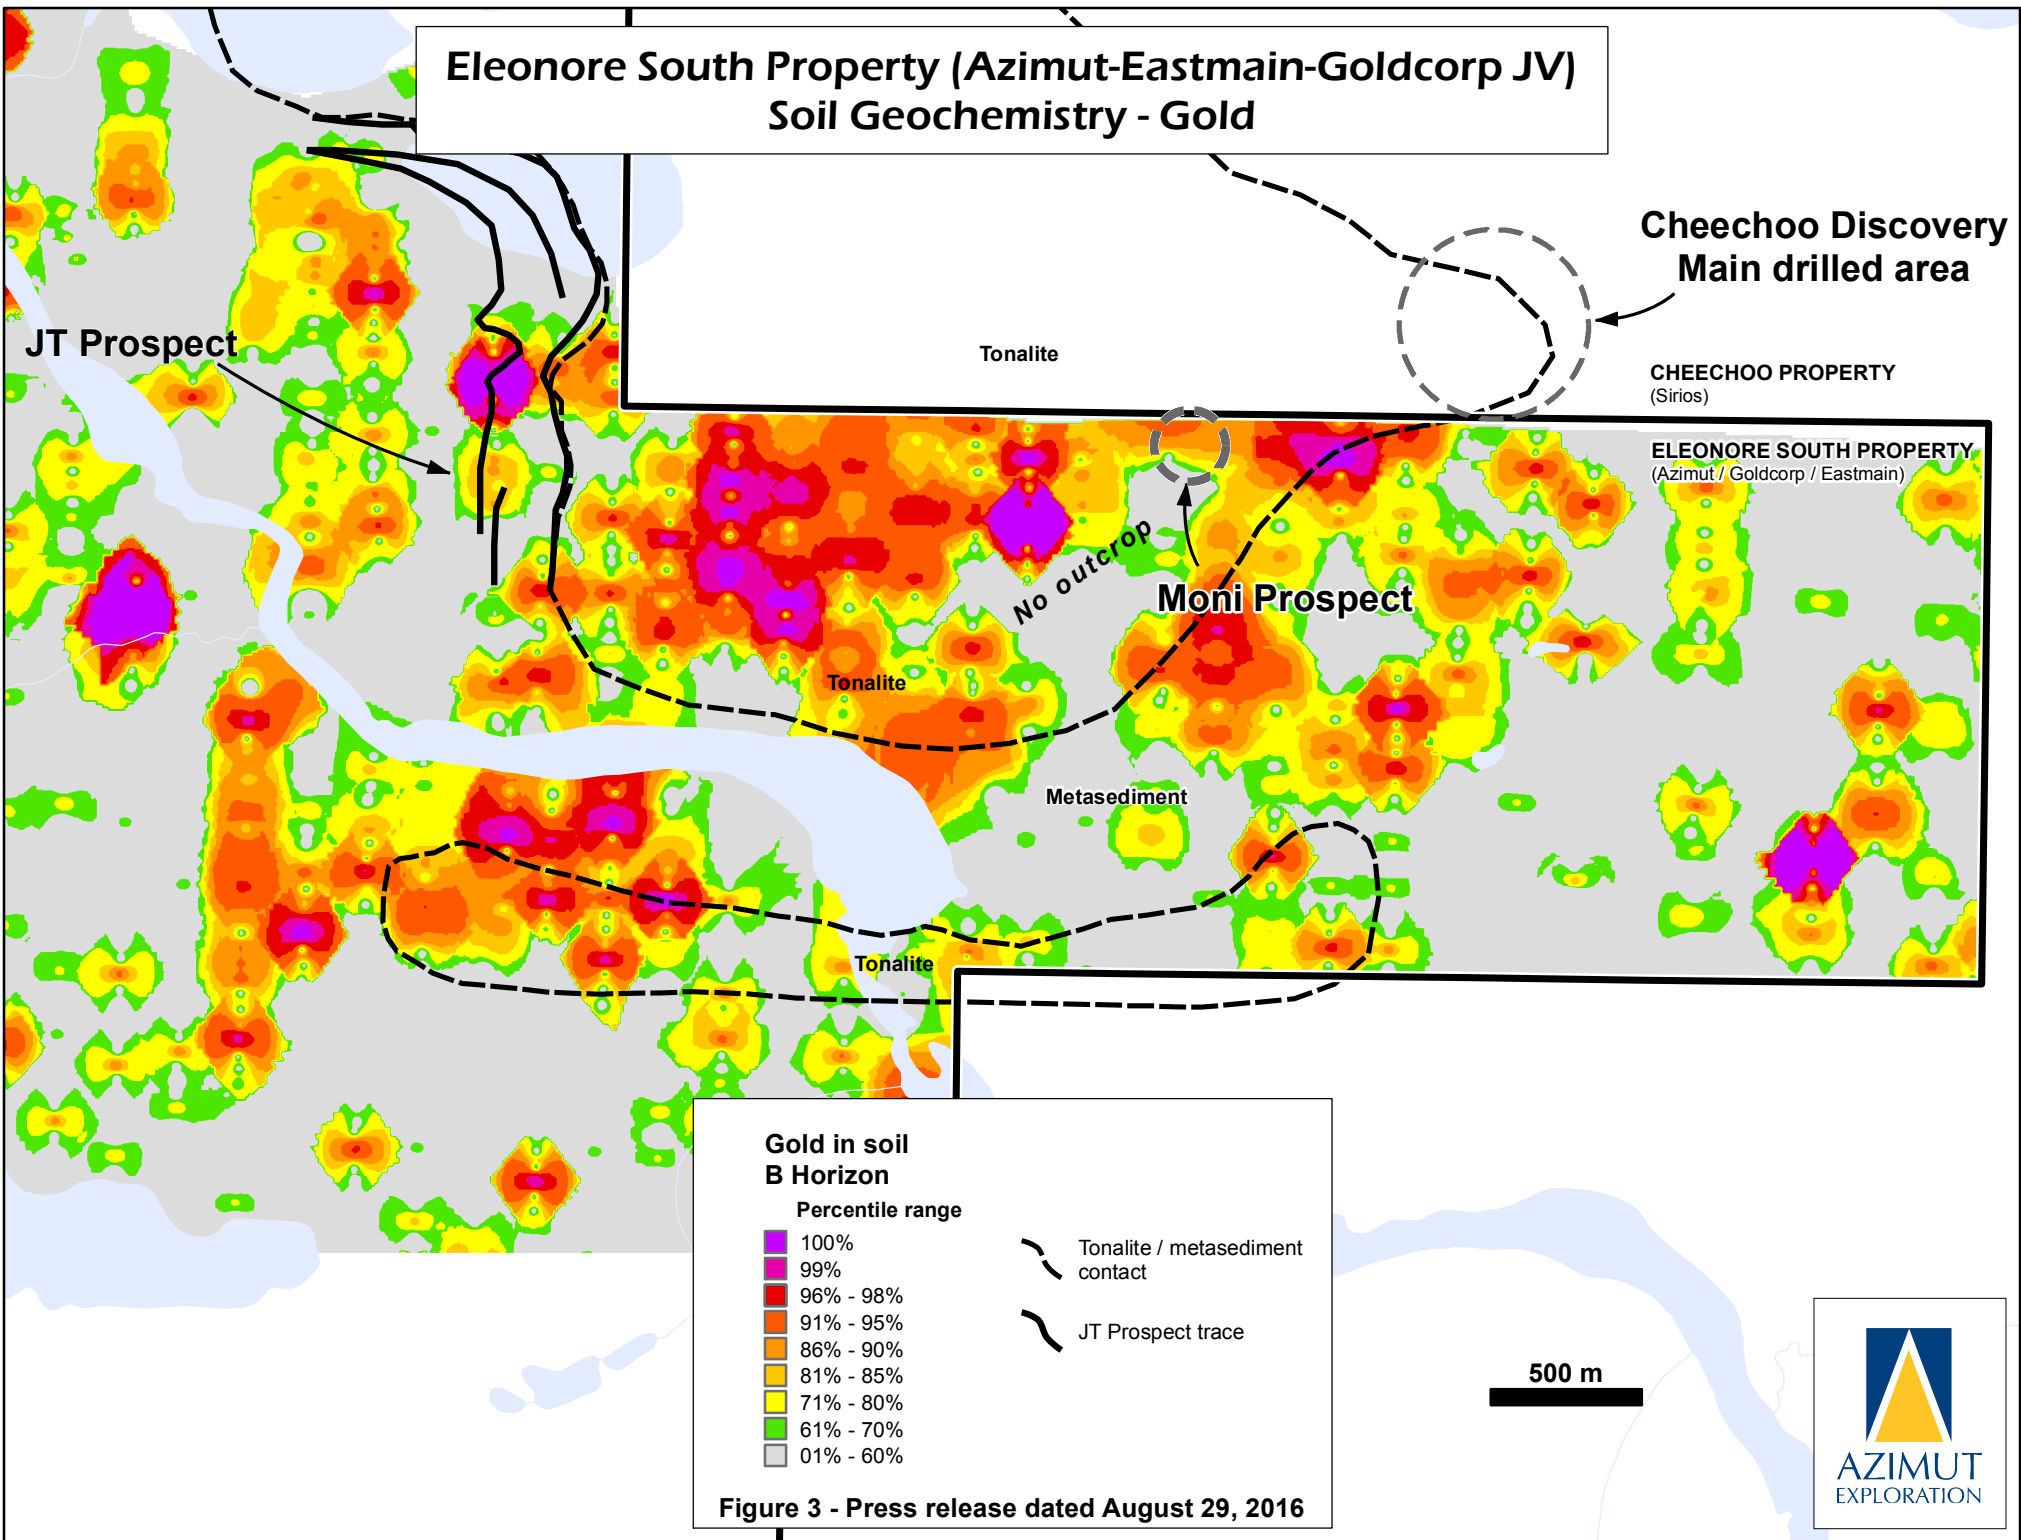 Eleonore South Property (Azimut-Eastmain-Goldcorp JV)
Soil Geochemistry - Gold
Cheechoo Discovery
Main drilled area
JT Prospect
Tonalite
CHEECHOO PROPERTY
(Sirios)
ELEONORE SOUTH PROPERTY
(Azimut / Goldcorp / Eastmain)
No outcrop
Moni Prospect
Tonalite
Metasediment
Tonalite
Gold in soil
B Horizon
Percentile range
100%
99%
96% - 98%
91% - 95%
86% - 90%
81% - 85%
71% - 80%
61% - 70%
01% - 60%
Tonalite / metasediment
contact
JT Prospect trace
Figure 3 - Press release dated August 29, 2016
500 m
AZIMUT
EXPLORATION